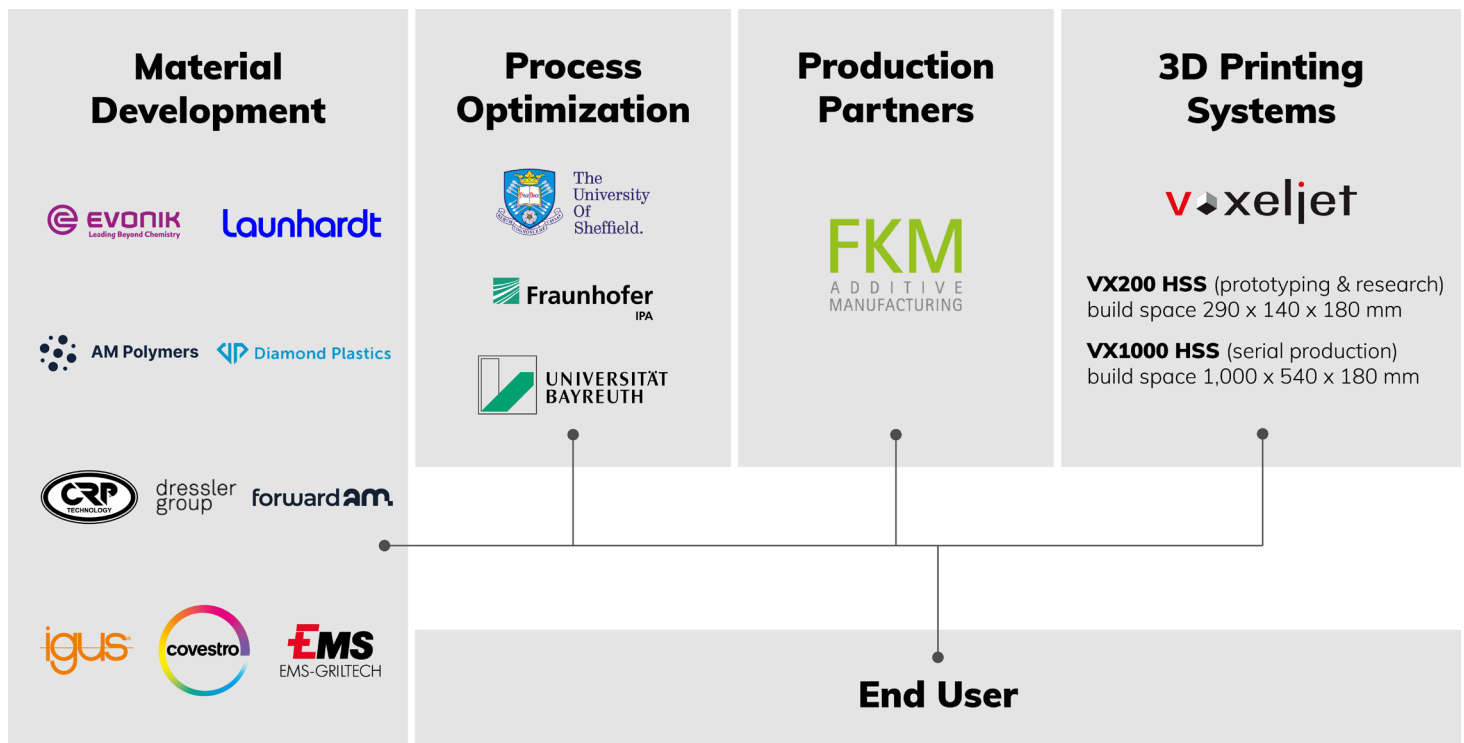 Material
Development
EVONIK
Leading Beyond Chemistry
Launhardt
AM Polymers
Diamond Plastics
CRP
TECHNOLOGY
dressler
group
forward am.
igus®
covestro
EMS
EMS-GRILTECH
Process
Optimization
The
University
Of
Sheffield.
Fraunhofer
IPA
UNIVERSITÄT
BAYREUTH
Production
Partners
FKM
ADDITIVE
MANUFACTURING
3D Printing
Systems
voxeljet
VX200 HSS (prototyping & research)
build space 290 x 140 x 180 mm
VX1000 HSS (serial production)
build space 1,000 x 540 x 180 mm
End User